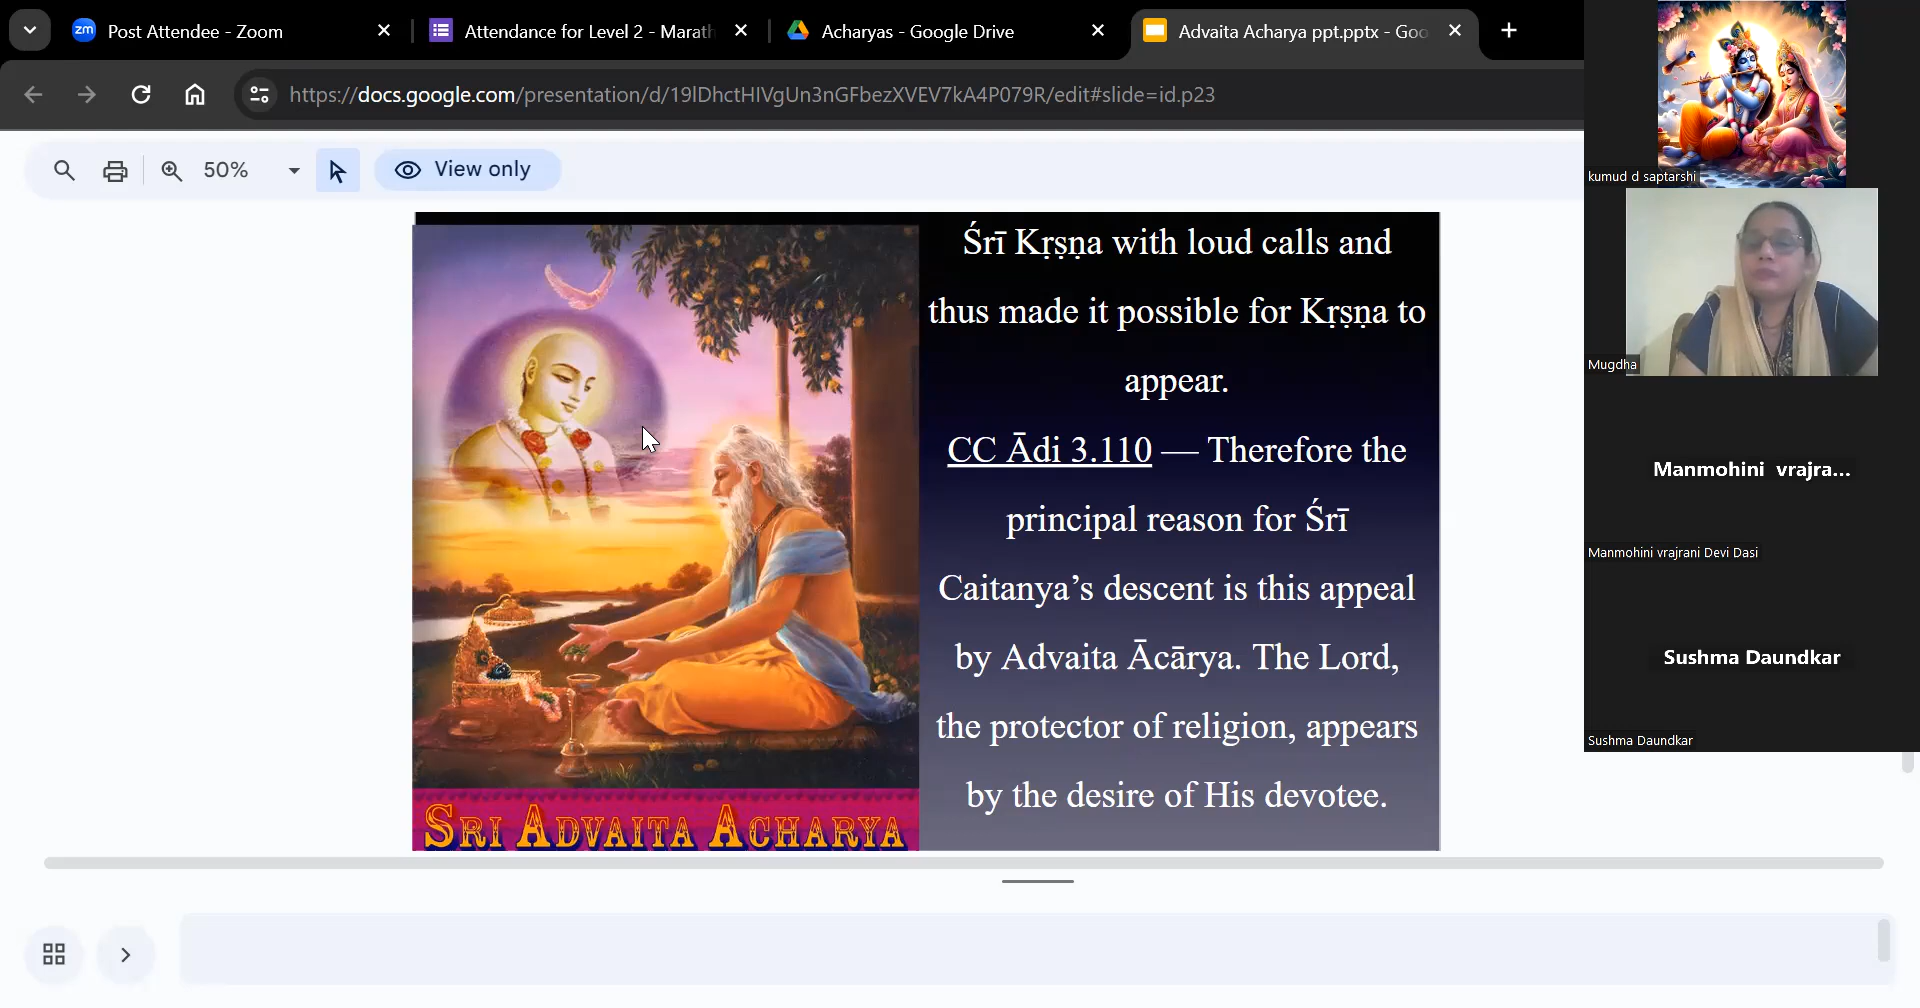 zm Post Attendee - Zoom
Attendance for Level 2 - Marath
Acharyas - Google Drive
Advaita Acharya ppt.pptx - Goo
https://docs.google.com/presentation/d/19IDhctHIVgUn3nGFbezXVEV7kA4P079R/edit#slide=id.p23
50%
View only
Śrī Kṛṣṇa with loud calls and
thus made it possible for Kṛṣṇa to
appear.
CC Ādi 3.110 — Therefore the
principal reason for Śrī
Caitanya’s descent is this appeal
by Advaita Ācārya. The Lord,
the protector of religion, appears
by the desire of His devotee.
SRI ADVAITA ACHARYA
kumud d saptarshi
Mugdha
Manmohini vrajra...
Manmohini vrajrani Devi Dasi
Sushma Daundkar
Sushma Daundkar